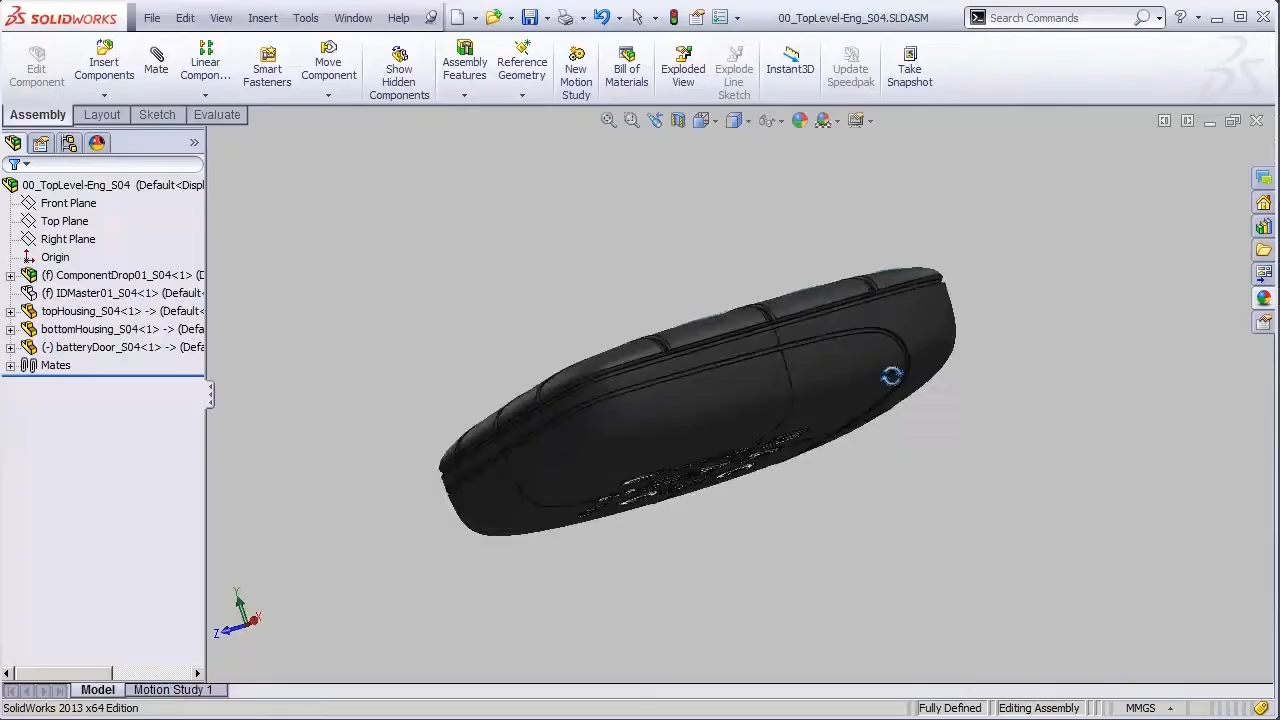 SOLIDWORKS
File Edit View Insert Tools Window Help
00_TopLevel-Eng_S04.SLDASM
Search Commands
Edit Component
Insert Components
Mate
Linear Compon...
Smart Fasteners
Move Component
Show Hidden Components
Assembly Features
Reference Geometry
New Motion Study
Bill of Materials
Exploded View
Explode Line Sketch
Instant3D
Update Speedpak
Take Snapshot
Assembly Layout Sketch Evaluate
00_TopLevel-Eng_S04 (Default<Displ
Front Plane
Top Plane
Right Plane
Origin
(f) ComponentDrop01_S04<1> (D
(f) IDMaster01_S04<1> (Default<
topHousing_S04<1> -> (Default<
bottomHousing_S04<1> -> (Defa
(-) batteryDoor_S04<1> -> (Defa
Mates
Y
X
Z
Model Motion Study 1
SolidWorks 2013 x64 Edition
Fully Defined Editing Assembly MMGS